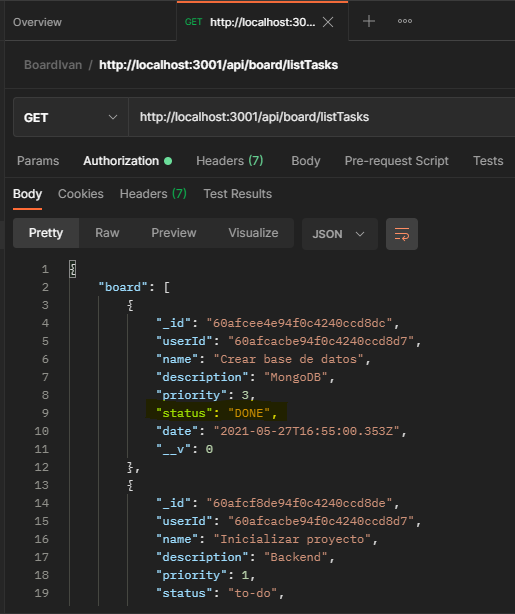 Overview
GET http://localhost:30...
BoardIvan / http://localhost:3001/api/board/listTasks
GET http://localhost:3001/api/board/listTasks
Params Authorization Headers (7) Body Pre-request Script Tests
Body Cookies Headers (7) Test Results
Pretty Raw Preview Visualize JSON
1 {
2 "board": [
3 {
4 "_id": "60afcee4e94f0c4240ccd8dc",
5 "userId": "60afcacbe94f0c4240ccd8d7",
6 "name": "Crear base de datos",
7 "description": "MongoDB",
8 "priority": 3,
9 "status": "DONE",
10 "date": "2021-05-27T16:55:00.353Z",
11 "__v": 0
12 },
13 {
14 "_id": "60afcf8de94f0c4240ccd8de",
15 "userId": "60afcacbe94f0c4240ccd8d7",
16 "name": "Inicializar proyecto",
17 "description": "Backend",
18 "priority": 1,
19 "status": "to-do",